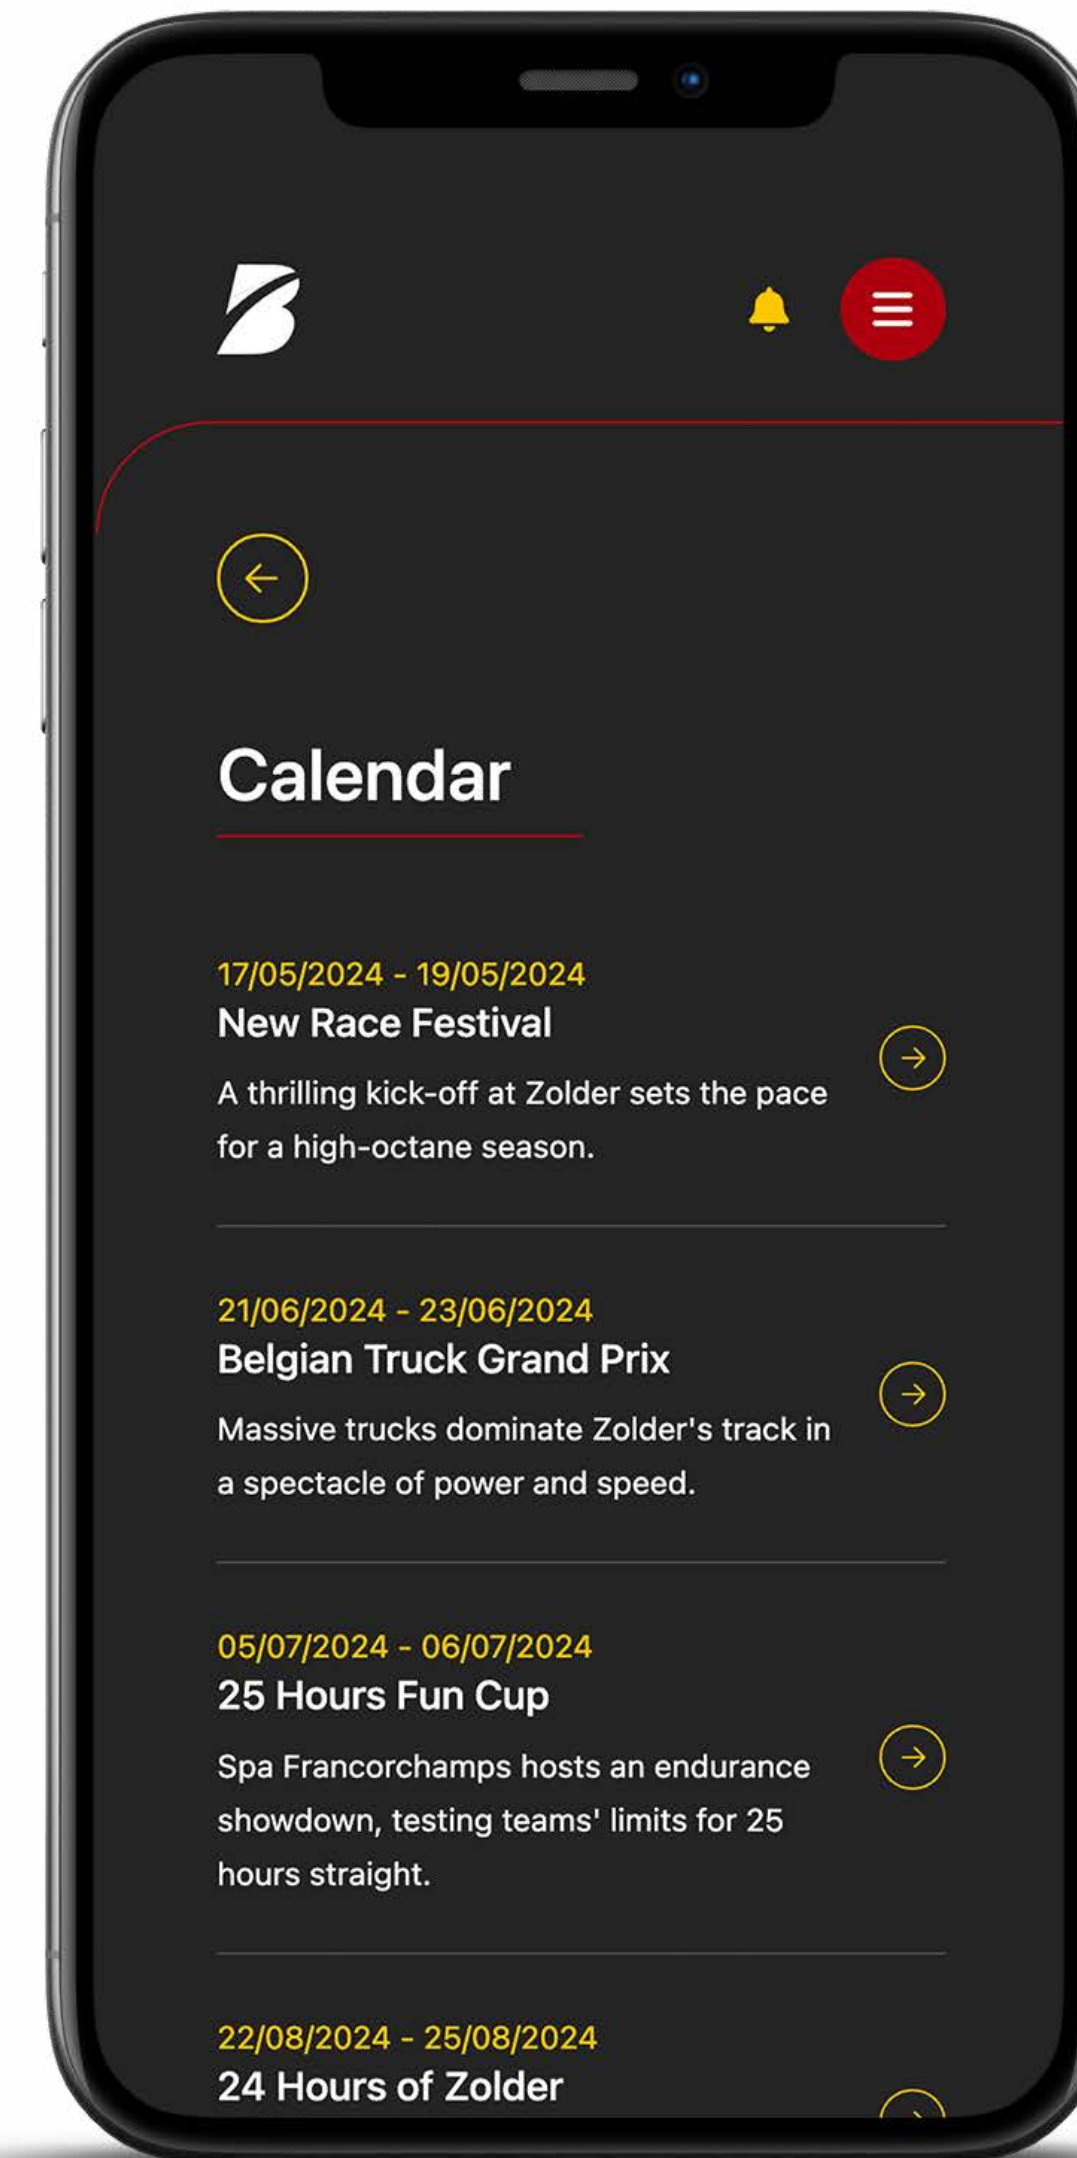 B
Calendar
17/05/2024 - 19/05/2024
New Race Festival
A thrilling kick-off at Zolder sets the pace
for a high-octane season.
21/06/2024 - 23/06/2024
Belgian Truck Grand Prix
Massive trucks dominate Zolder's track in
a spectacle of power and speed.
05/07/2024 - 06/07/2024
25 Hours Fun Cup
Spa Francorchamps hosts an endurance
showdown, testing teams' limits for 25
hours straight.
22/08/2024 - 25/08/2024
24 Hours of Zolder